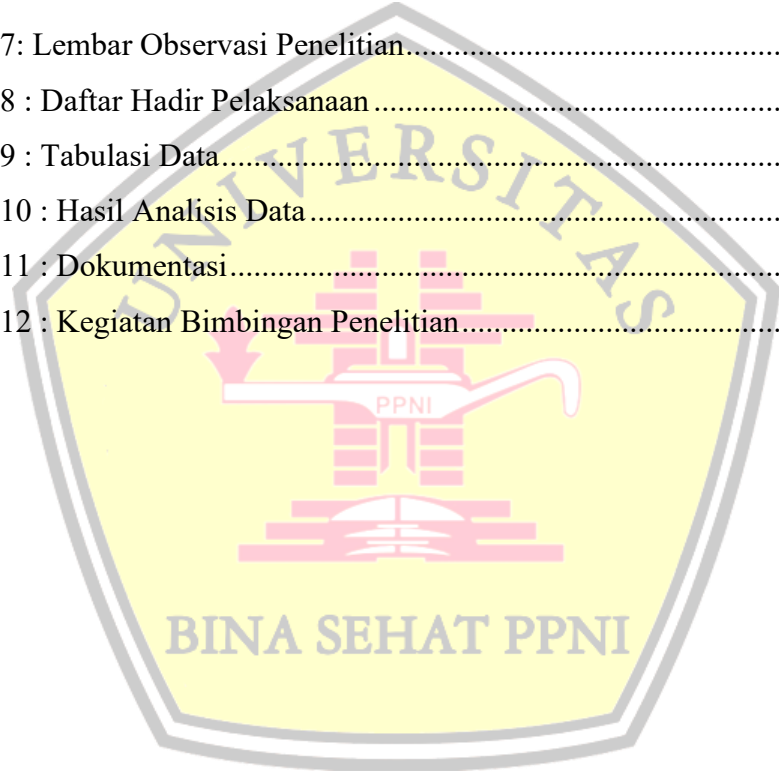 7: Lembar Observasi Penelitian........................................
8 : Daftar Hadir Pelaksanaan ........................................
9 : Tabulasi Data........................................
10 : Hasil Analisis Data ........................................
11 : Dokumentasi........................................
12 : Kegiatan Bimbingan Penelitian........................................
UNIVERSITAS
PPNI
BINA SEHAT PPNI